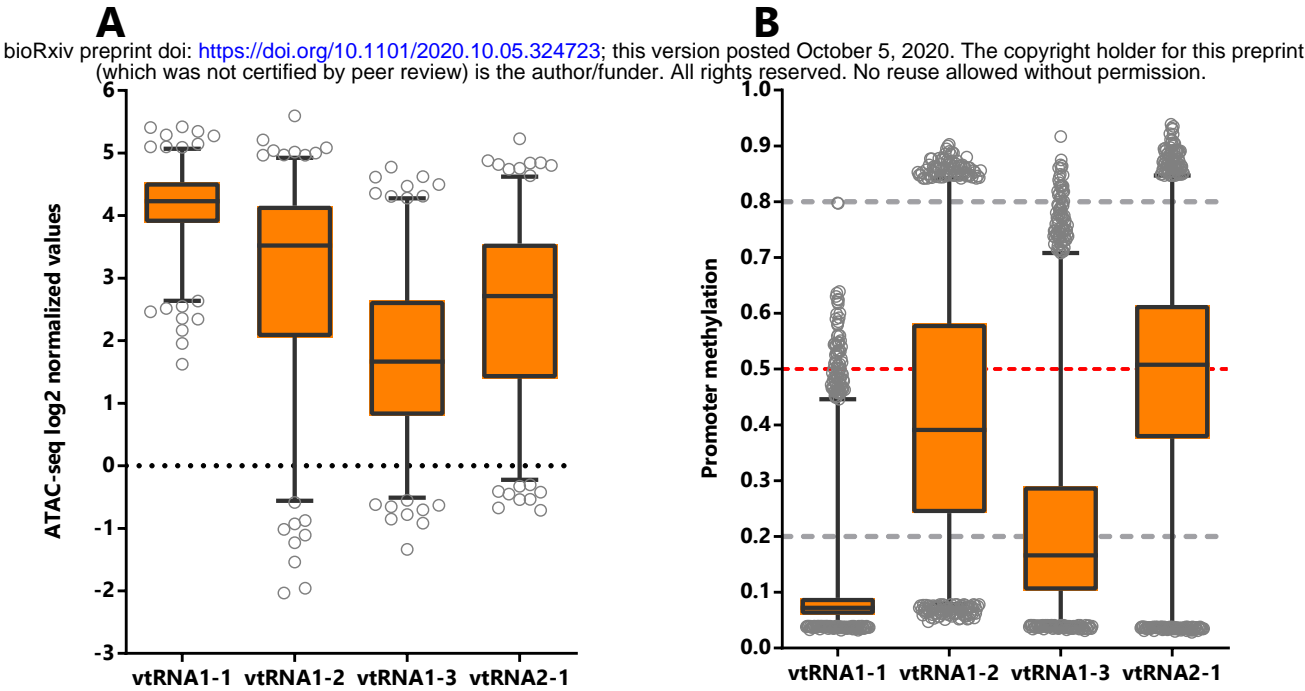 A
B
bioRxiv preprint doi: https://doi.org/10.1101/2020.10.05.324723; this version posted October 5, 2020. The copyright holder for this preprint
(which was not certified by peer review) is the author/funder. All rights reserved. No reuse allowed without permission.
ATAC-seq log2 normalized values
6
5
4
3
2
1
0
-1
-2
-3
vtRNA1-1 vtRNA1-2 vtRNA1-3 vtRNA2-1
Promoter methylation
1.0
0.9
0.8
0.7
0.6
0.5
0.4
0.3
0.2
0.1
0.0
vtRNA1-1 vtRNA1-2 vtRNA1-3 vtRNA2-1